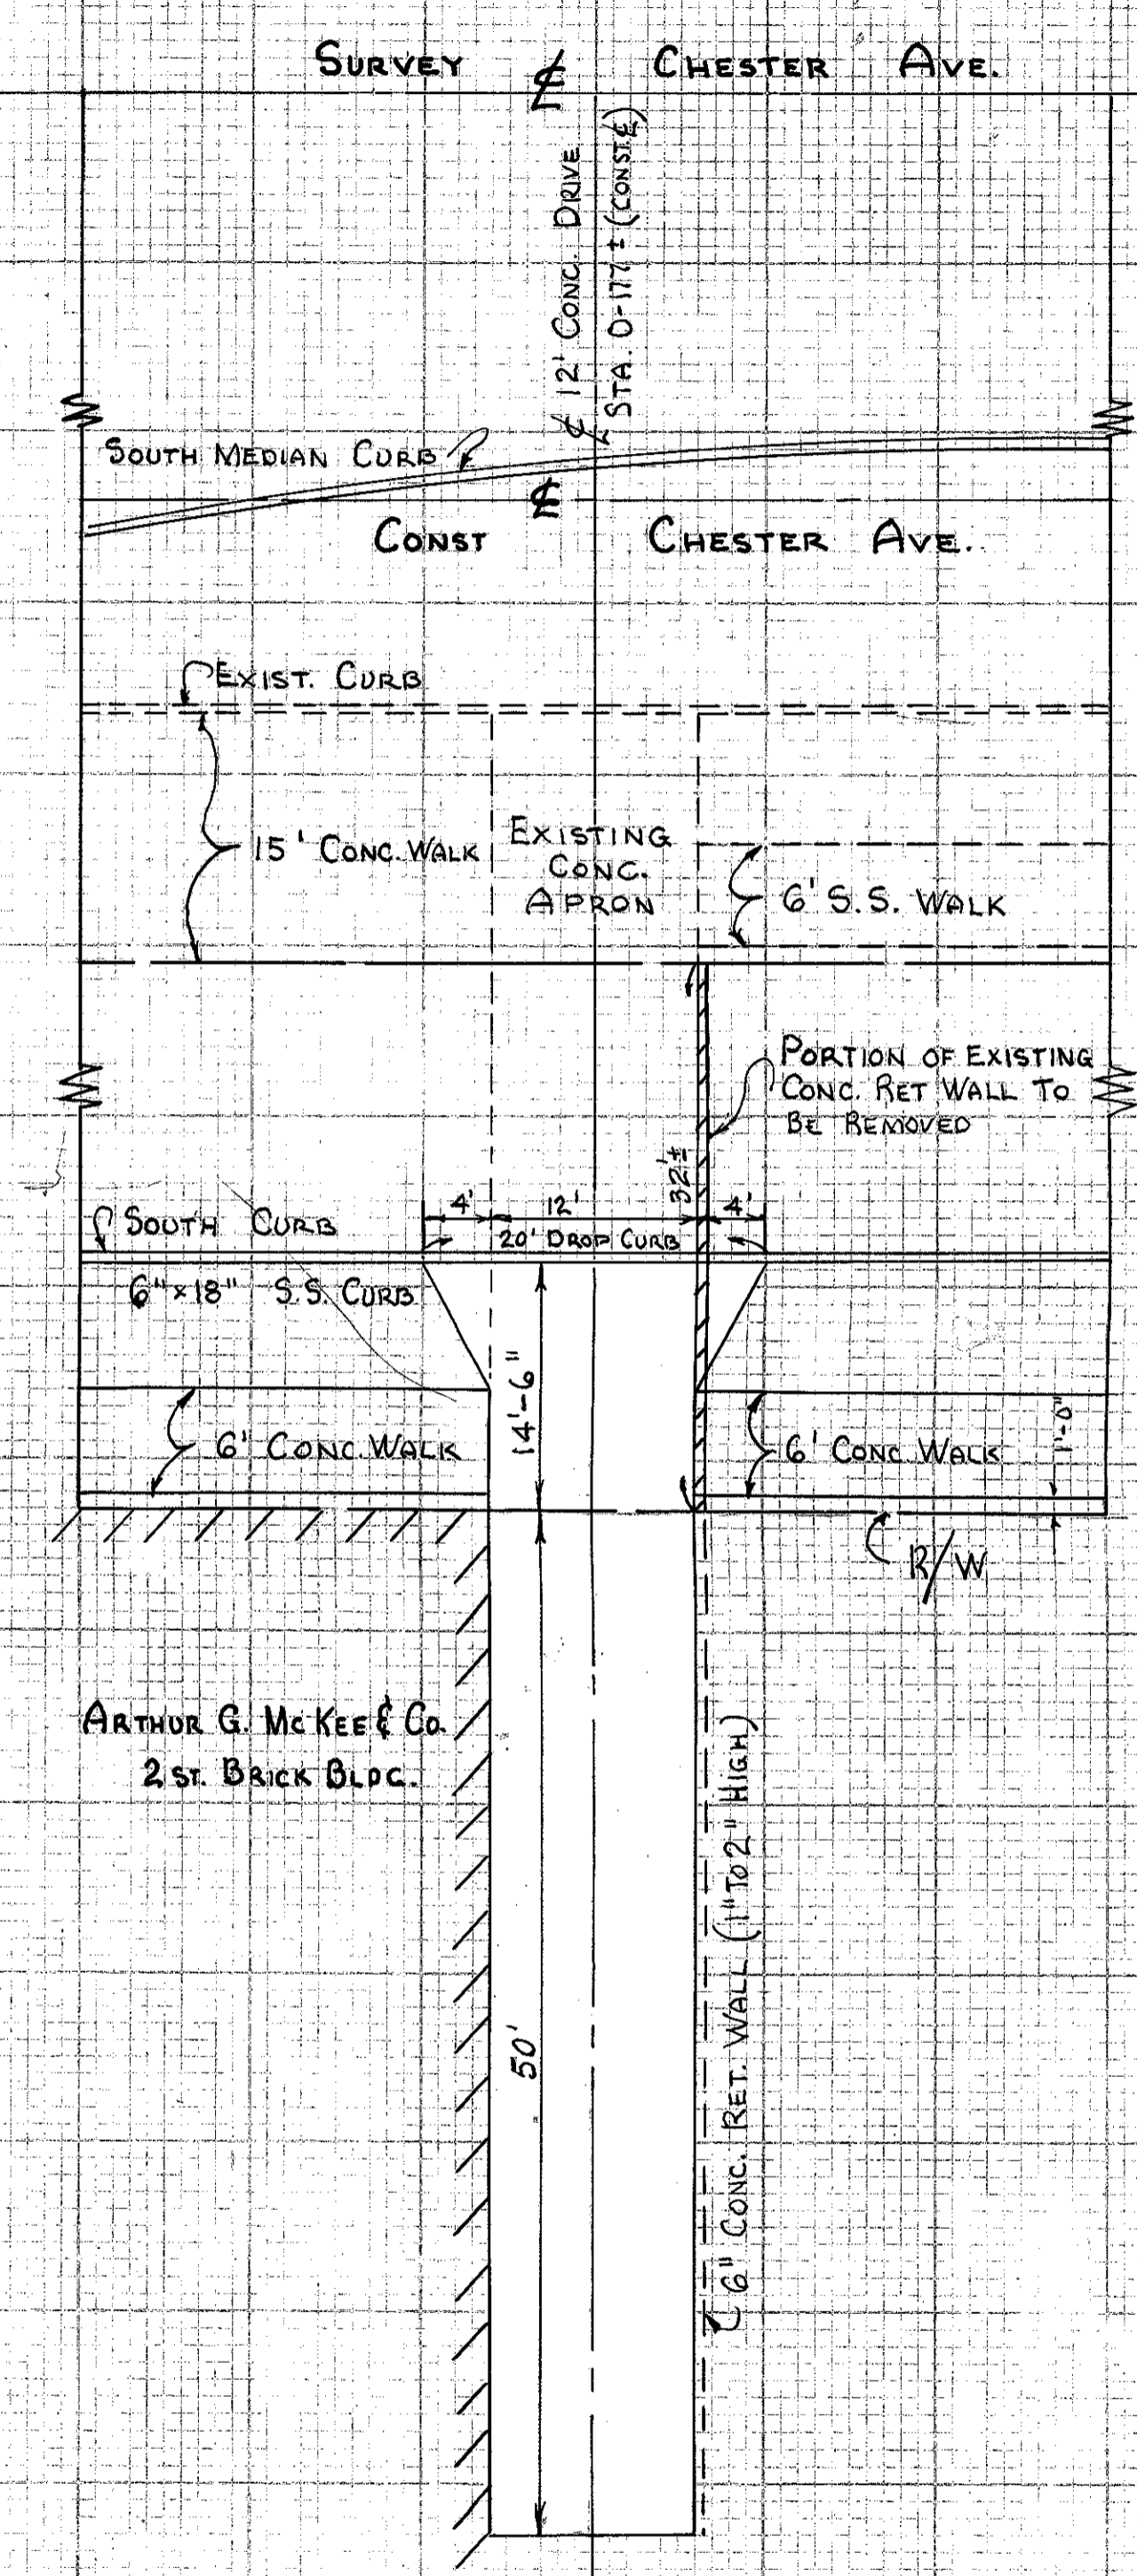 SURVEY ℄ CHESTER AVE.
℄ 12' CONC. DRIVE
STA. 0-177 ± (CONST. ℄)
SOUTH MEDIAN CURB
℄
CONST CHESTER AVE.
EXIST. CURB
15' CONC. WALK
EXISTING
CONC.
APRON
6' S.S. WALK
PORTION OF EXISTING
CONC. RET WALL TO
BE REMOVED
32'±
4' 12' 4'
20' DROP CURB
SOUTH CURB
6"x18" S.S. CURB
14'-6"
6' CONC. WALK
6' CONC WALK
1'-0"
R/W
ARTHUR G. McKEE & Co.
2 ST. BRICK BLDG.
50'
6" CONC. RET. WALL (1" TO 2" HIGH)